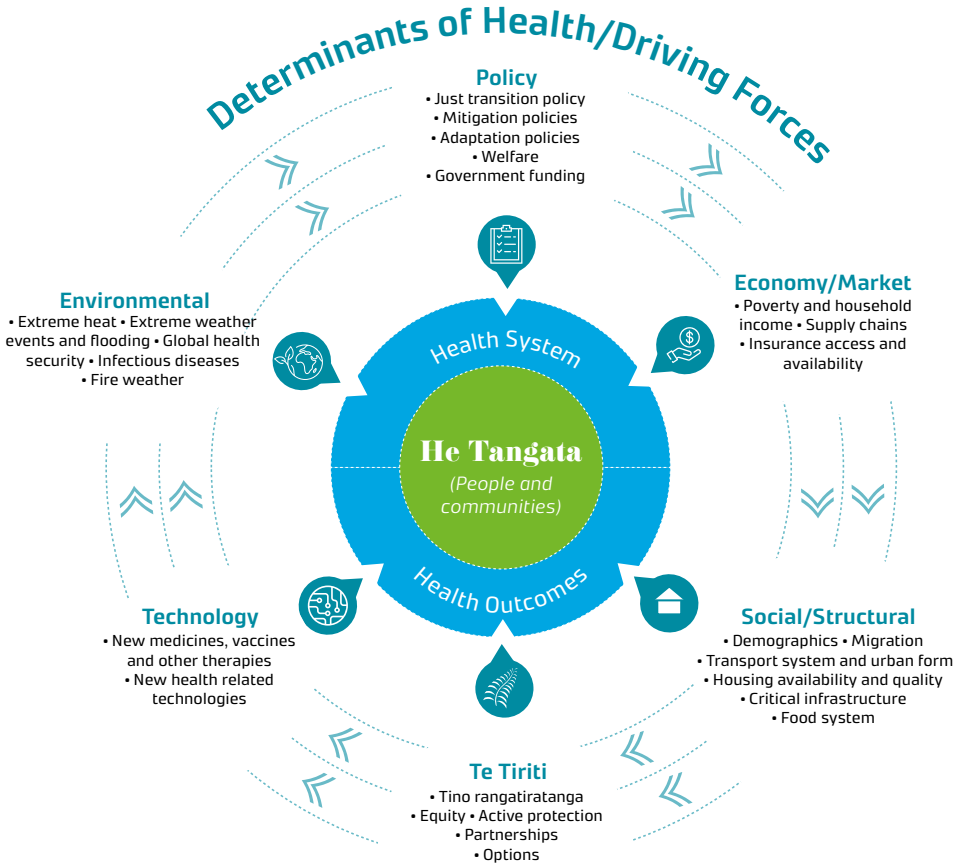 Determinants of Health/Driving Forces
Policy
• Just transition policy
• Mitigation policies
• Adaptation policies
• Welfare
• Government funding
Environmental
• Extreme heat • Extreme weather
events and flooding • Global health
security • Infectious diseases
• Fire weather
Economy/Market
• Poverty and household
income • Supply chains
• Insurance access and
availability
Health System
He Tangata
(People and
communities)
Health Outcomes
Technology
• New medicines, vaccines
and other therapies
• New health related
technologies
Social/Structural
• Demographics • Migration
• Transport system and urban form
• Housing availability and quality
• Critical infrastructure
• Food system
Te Tiriti
• Tino rangatiratanga
• Equity • Active protection
• Partnerships
• Options